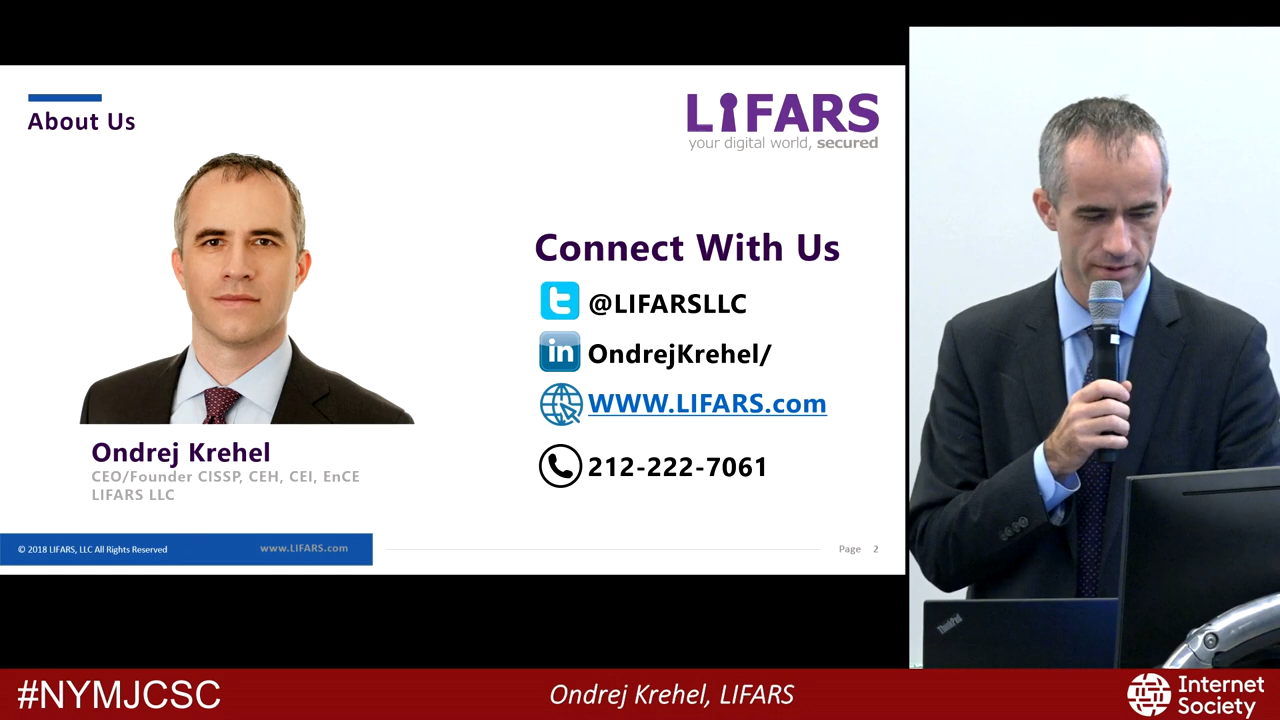 About Us
LIFARS
your digital world, secured
Connect With Us
@LIFARSLLC
in OndrejKrehel/
WWW.LIFARS.com
212-222-7061
Ondrej Krehel
CEO/Founder CISSP, CEH, CEI, EnCE
LIFARS LLC
© 2018 LIFARS, LLC All Rights Reserved
www.LIFARS.com
Page 2
ThinkPad
#NYMJCSC
Ondrej Krehel, LIFARS
Internet
Society